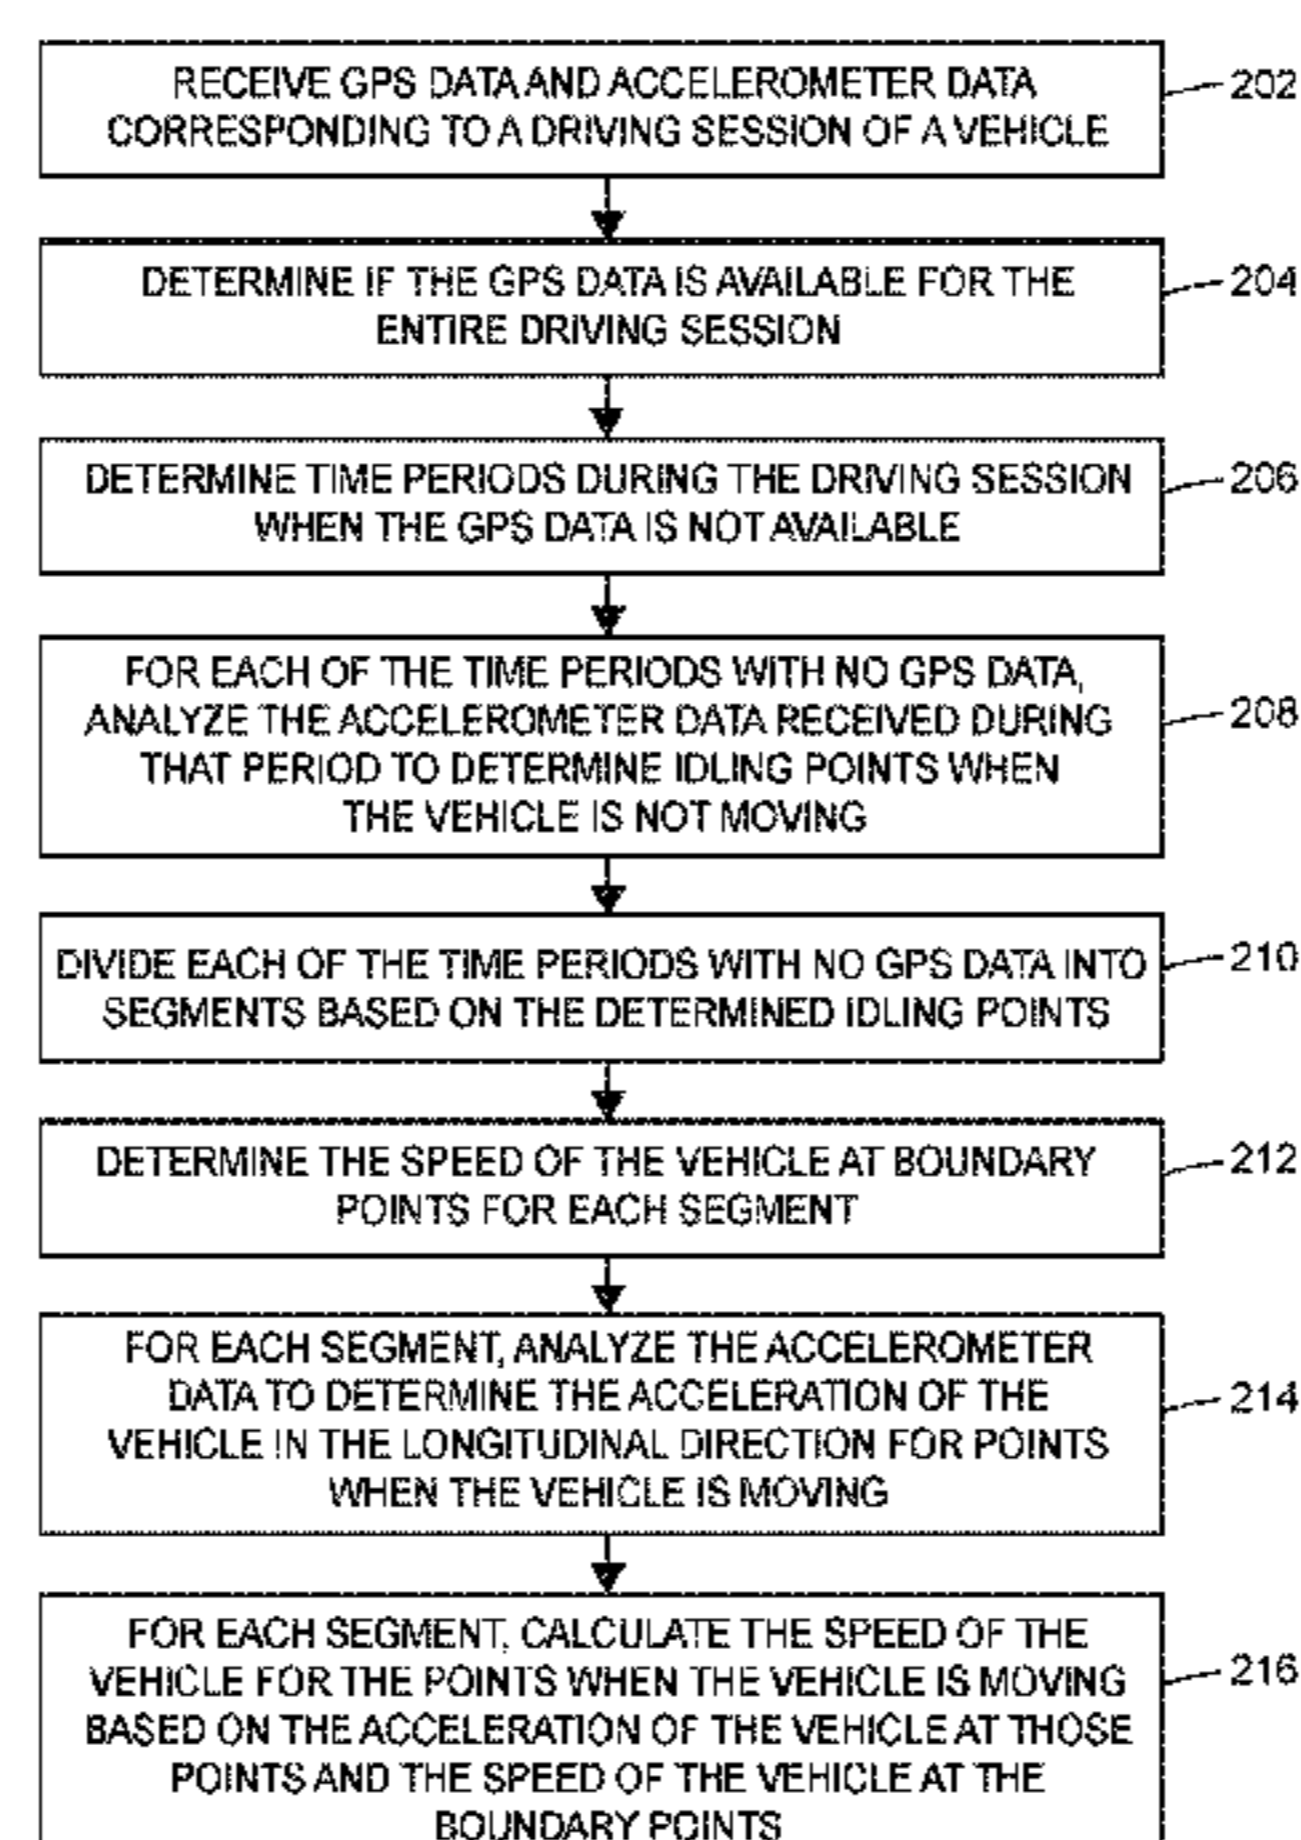 RECEIVE GPS DATA AND ACCELEROMETER DATA
CORRESPONDING TO A DRIVING SESSION OF A VEHICLE
202
DETERMINE IF THE GPS DATA IS AVAILABLE FOR THE
ENTIRE DRIVING SESSION
204
DETERMINE TIME PERIODS DURING THE DRIVING SESSION
WHEN THE GPS DATA IS NOT AVAILABLE
206
FOR EACH OF THE TIME PERIODS WITH NO GPS DATA,
ANALYZE THE ACCELEROMETER DATA RECEIVED DURING
THAT PERIOD TO DETERMINE IDLING POINTS WHEN
THE VEHICLE IS NOT MOVING
208
DIVIDE EACH OF THE TIME PERIODS WITH NO GPS DATA INTO
SEGMENTS BASED ON THE DETERMINED IDLING POINTS
210
DETERMINE THE SPEED OF THE VEHICLE AT BOUNDARY
POINTS FOR EACH SEGMENT
212
FOR EACH SEGMENT, ANALYZE THE ACCELEROMETER
DATA TO DETERMINE THE ACCELERATION OF THE
VEHICLE IN THE LONGITUDINAL DIRECTION FOR POINTS
WHEN THE VEHICLE IS MOVING
214
FOR EACH SEGMENT, CALCULATE THE SPEED OF THE
VEHICLE FOR THE POINTS WHEN THE VEHICLE IS MOVING
BASED ON THE ACCELERATION OF THE VEHICLE AT THOSE
POINTS AND THE SPEED OF THE VEHICLE AT THE
BOUNDARY POINTS
216